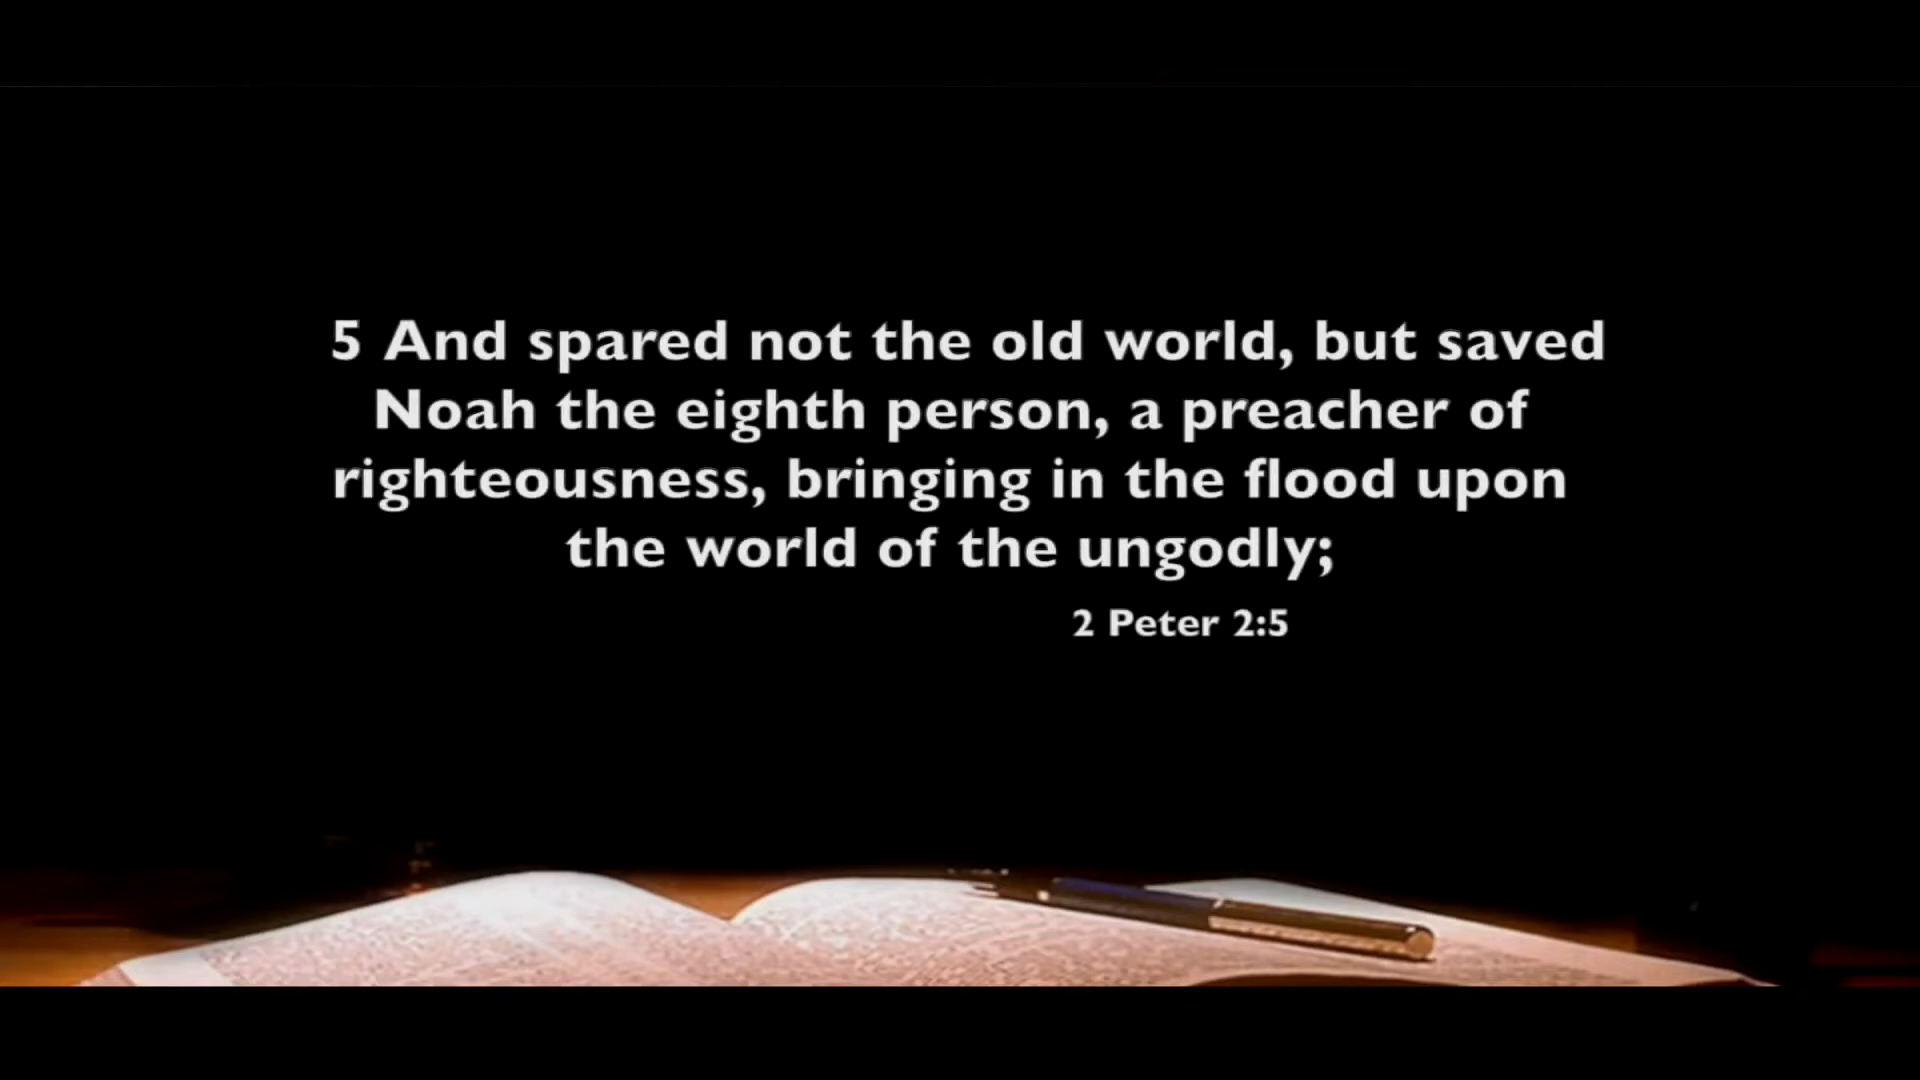 5 And spared not the old world, but saved
Noah the eighth person, a preacher of
righteousness, bringing in the flood upon
the world of the ungodly;
2 Peter 2:5